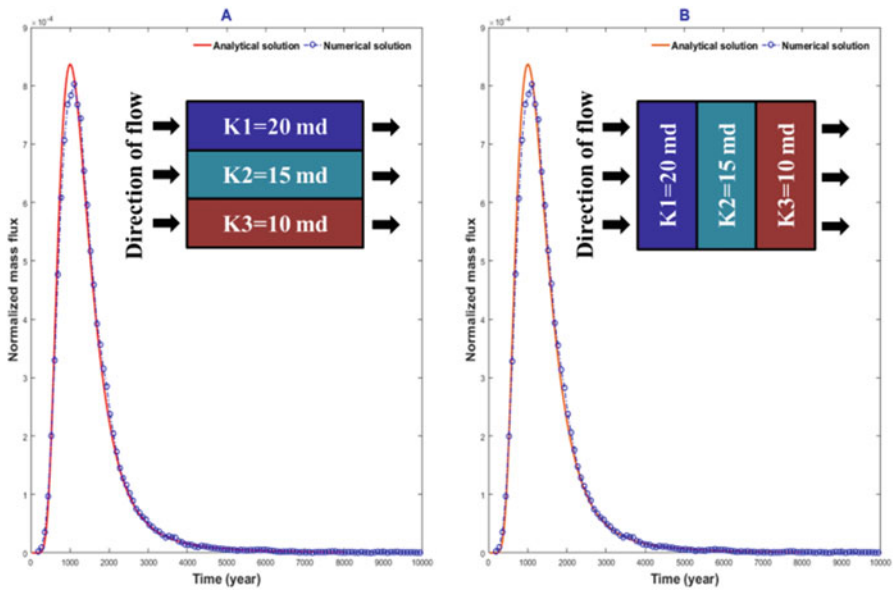 A
×10⁻⁴
Analytical solution
Numerical solution
Direction of flow
K1=20 md
K2=15 md
K3=10 md
Normalized mass flux
9
8
7
6
5
4
3
2
1
0
0 1000 2000 3000 4000 5000 6000 7000 8000 9000 10000
Time (year)
B
×10⁻⁴
Analytical solution
Numerical solution
Direction of flow
K1=20 md
K2=15 md
K3=10 md
Normalized mass flux
9
8
7
6
5
4
3
2
1
0
0 1000 2000 3000 4000 5000 6000 7000 8000 9000 10000
Time (year)